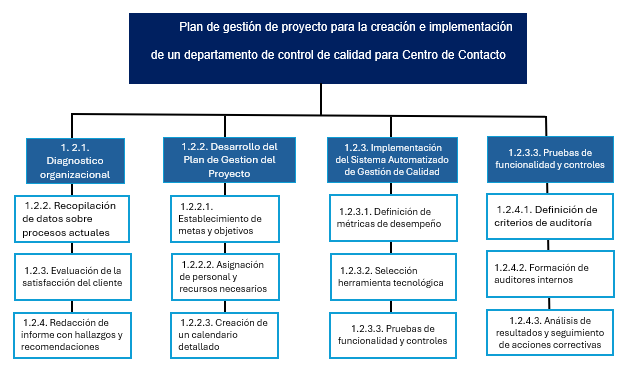 Plan de gestión de proyecto para la creación e implementación
de un departamento de control de calidad para Centro de Contacto
1. 2.1.
Diagnostico
organizacional
1.2.2. Recopilación
de datos sobre
procesos actuales
1.2.3. Evaluación de la
satisfacción del cliente
1.2.4. Redacción de
informe con hallazgos y
recomendaciones
1.2.2. Desarrollo del
Plan de Gestion del
Proyecto
1.2.2.1.
Establecimiento de
metas y objetivos
1.2.2.2. Asignación
de personal y
recursos necesarios
1.2.2.3. Creación de
un calendario
detallado
1.2.3. Implementación
del Sistema Automatizado
de Gestión de Calidad
1.2.3.1. Definición de
métricas de desempeño
1.2.3.2. Selección
herramienta tecnológica
1.2.3.3. Pruebas de
funcionalidad y controles
1.2.3.3. Pruebas de
funcionalidad y controles
1.2.4.1. Definición de
criterios de auditoría
1.2.4.2. Formación de
auditores internos
1.2.4.3. Análisis de
resultados y seguimiento
de acciones correctivas